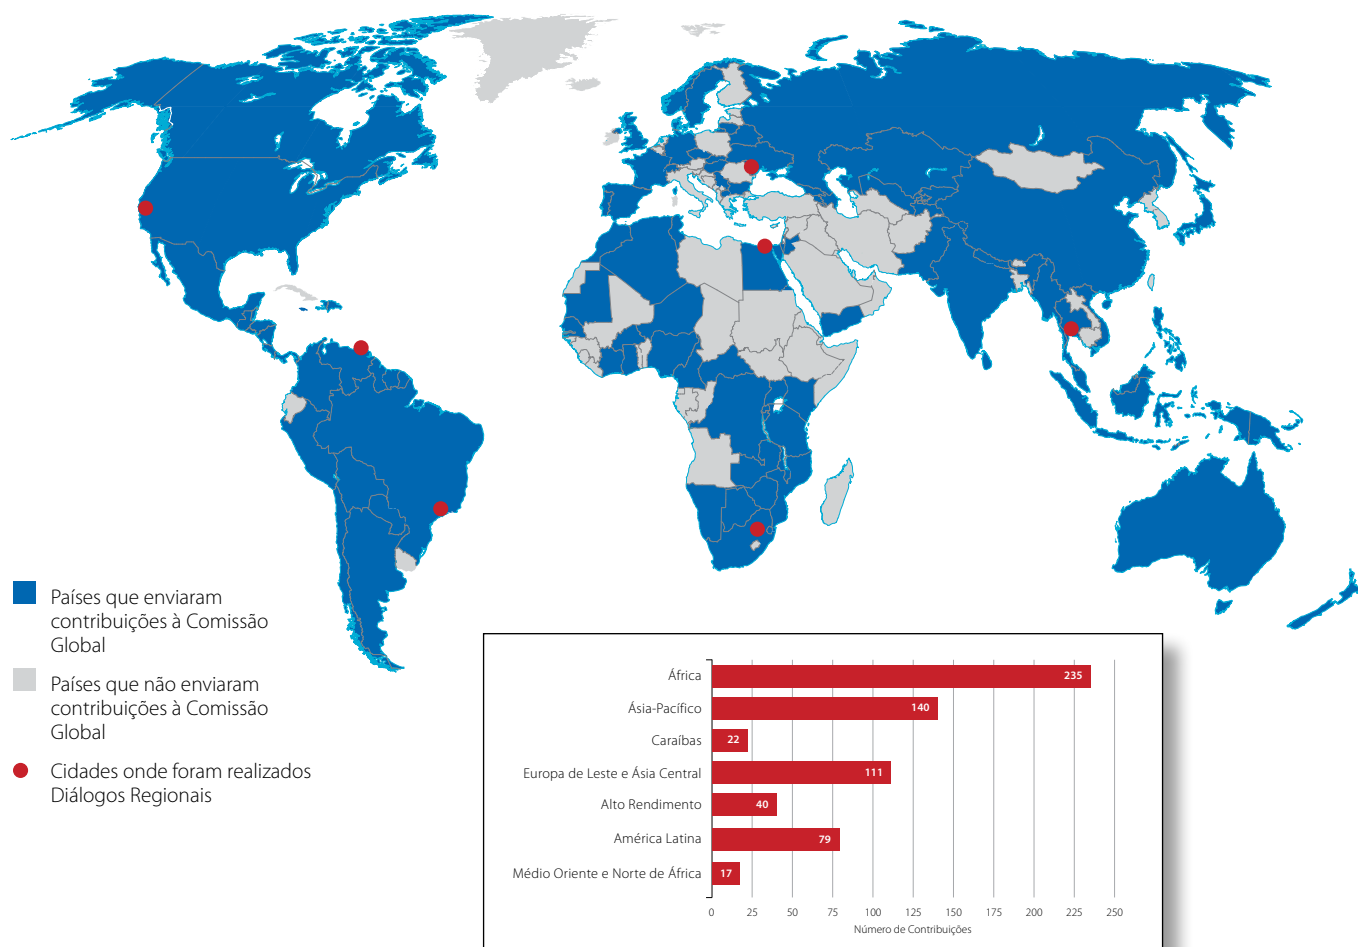 Países que enviaram
contribuições à Comissão
Global
Países que não enviaram
contribuições à Comissão
Global
Cidades onde foram realizados
Diálogos Regionais
África 235
Ásia-Pacífico 140
Caraíbas 22
Europa de Leste e Ásia Central 111
Alto Rendimento 40
América Latina 79
Médio Oriente e Norte de África 17
0 25 50 75 100 125 150 175 200 225 250
Número de Contribuições